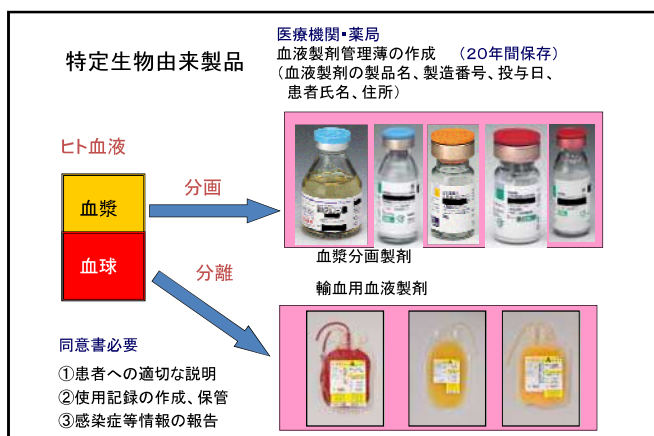 特定生物由来製品
医療機関・薬局
血液製剤管理薄の作成 （20年間保存）
（血液製剤の製品名、製造番号、投与日、
患者氏名、住所）
ヒト血液
血漿
血球
分画
分離
血漿分画製剤
輸血用血液製剤
同意書必要
①患者への適切な説明
②使用記録の作成、保管
③感染症等情報の報告